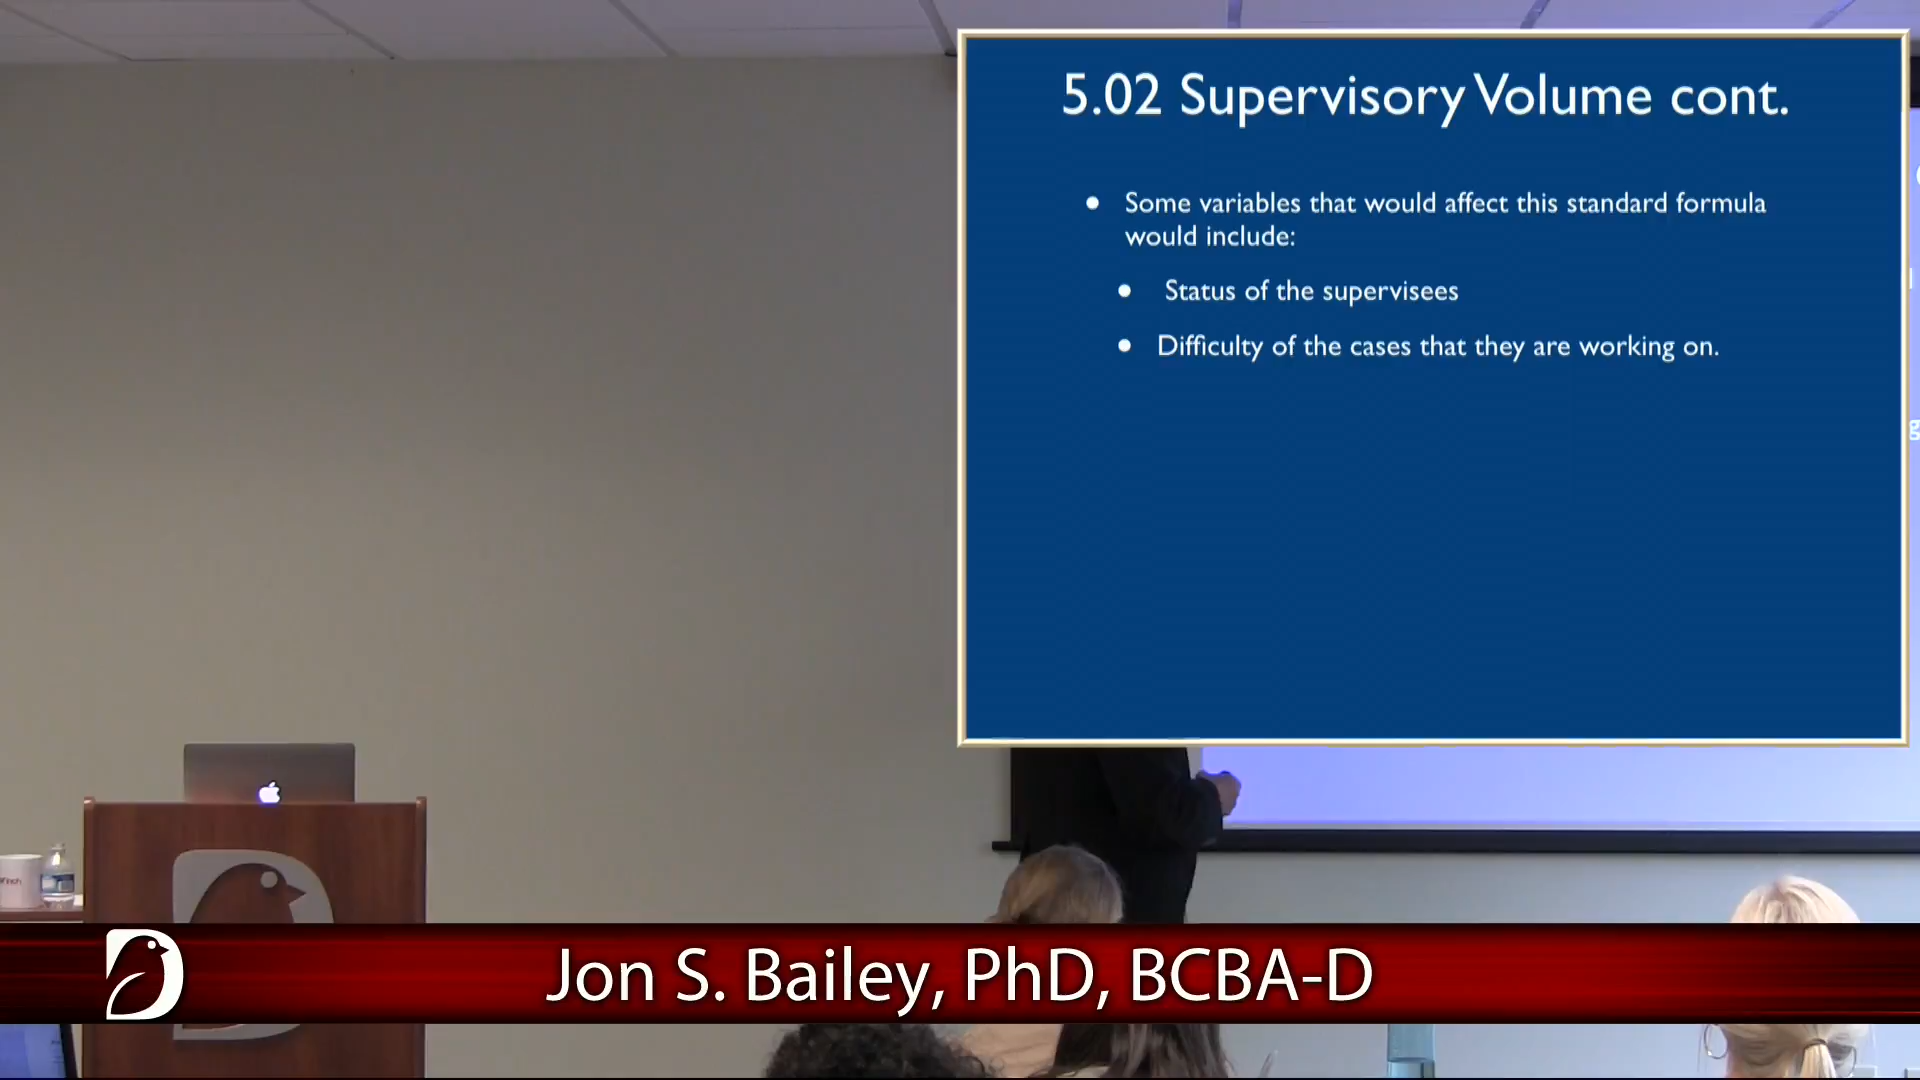 5.02 Supervisory Volume cont.
• Some variables that would affect this standard formula
would include:
• Status of the supervisees
• Difficulty of the cases that they are working on.
Jon S. Bailey, PhD, BCBA-D